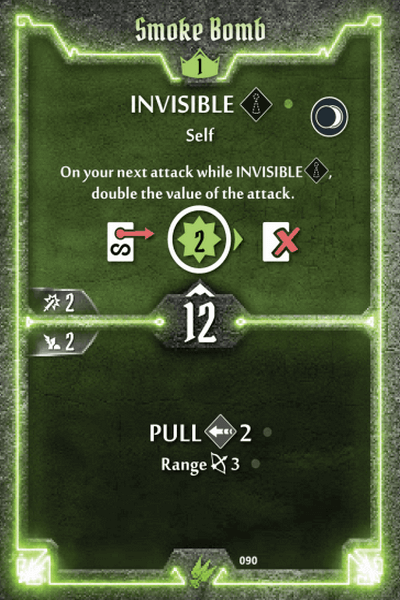 Smoke Bomb
1
INVISIBLE
Self
On your next attack while INVISIBLE ,
double the value of the attack.
2
2
12
2
PULL 2
Range 3
090